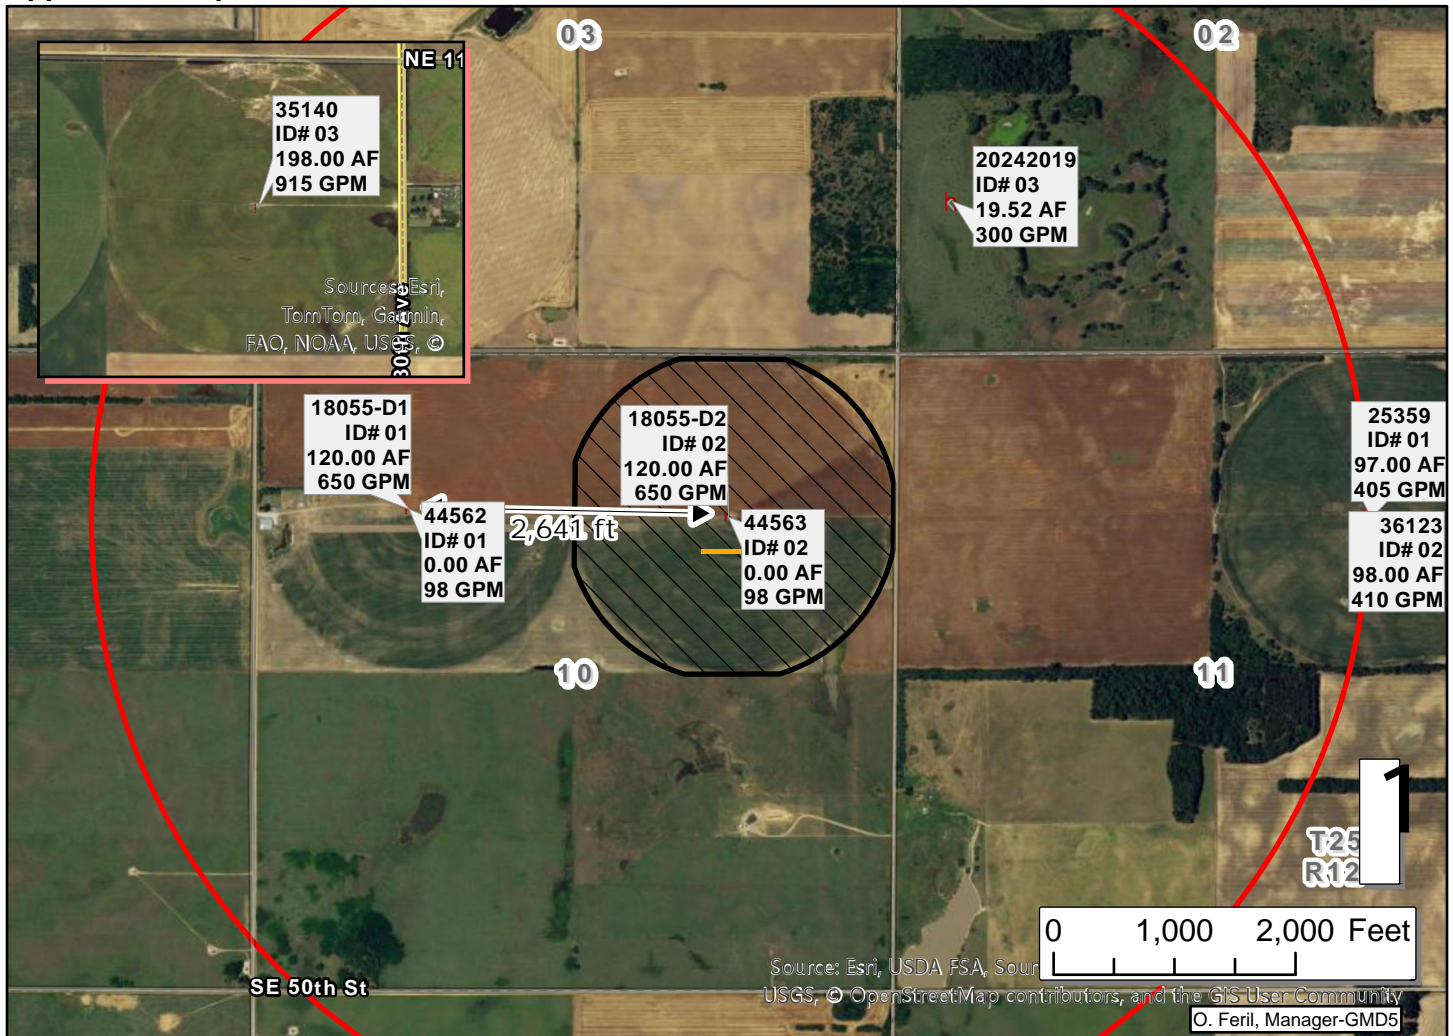 03
02
NE 11
35140
ID# 03
198.00 AF
915 GPM
Sources: Esri,
TomTom, Garmin,
FAO, NOAA, USGS, ©
30th Ave
20242019
ID# 03
19.52 AF
300 GPM
18055-D1
ID# 01
120.00 AF
650 GPM
18055-D2
ID# 02
120.00 AF
650 GPM
25359
ID# 01
97.00 AF
405 GPM
44562
ID# 01
0.00 AF
98 GPM
2,641 ft
44563
ID# 02
0.00 AF
98 GPM
36123
ID# 02
98.00 AF
410 GPM
10
11
1
T25
R12
0 1,000 2,000 Feet
SE 50th St
Source: Esri, USDA FSA, Sour
USGS, © OpenStreetMap contributors, and the GIS User Community
O. Feril, Manager-GMD5